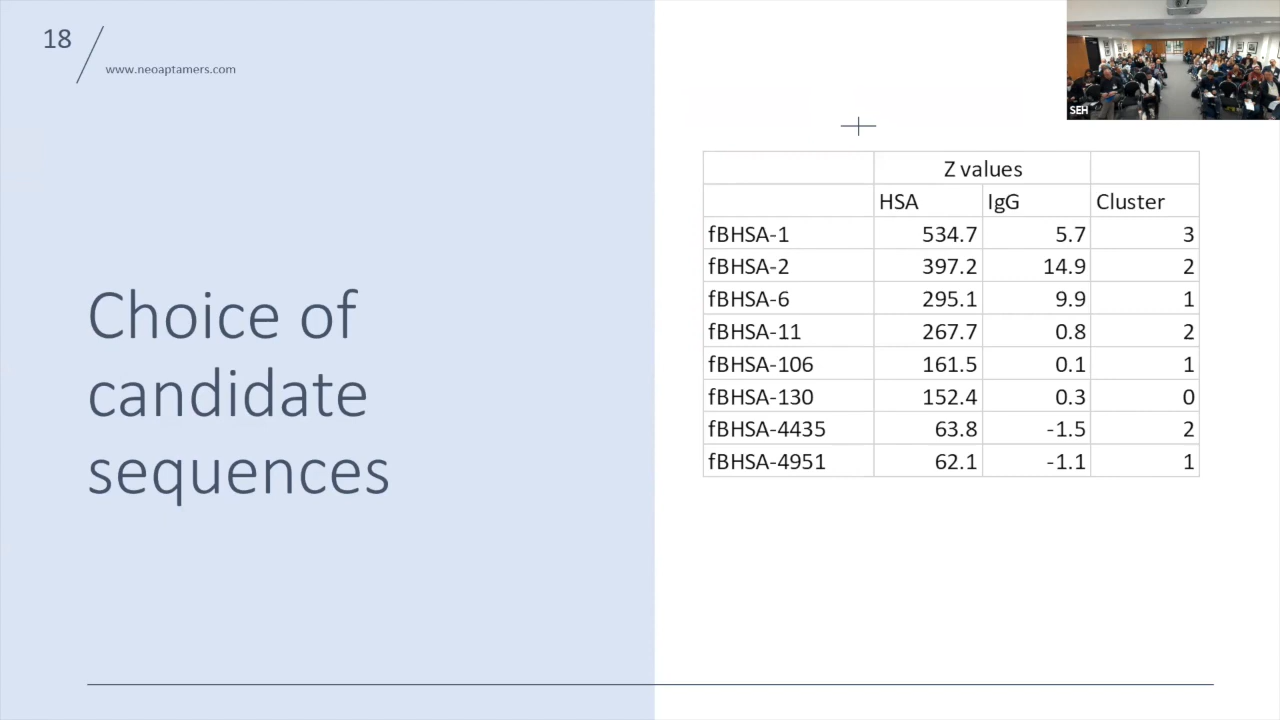 18
www.neoaptamers.com
Choice of
candidate
sequences
SEH
Z values
HSA IgG Cluster
fBHSA-1 534.7 5.7 3
fBHSA-2 397.2 14.9 2
fBHSA-6 295.1 9.9 1
fBHSA-11 267.7 0.8 2
fBHSA-106 161.5 0.1 1
fBHSA-130 152.4 0.3 0
fBHSA-4435 63.8 -1.5 2
fBHSA-4951 62.1 -1.1 1